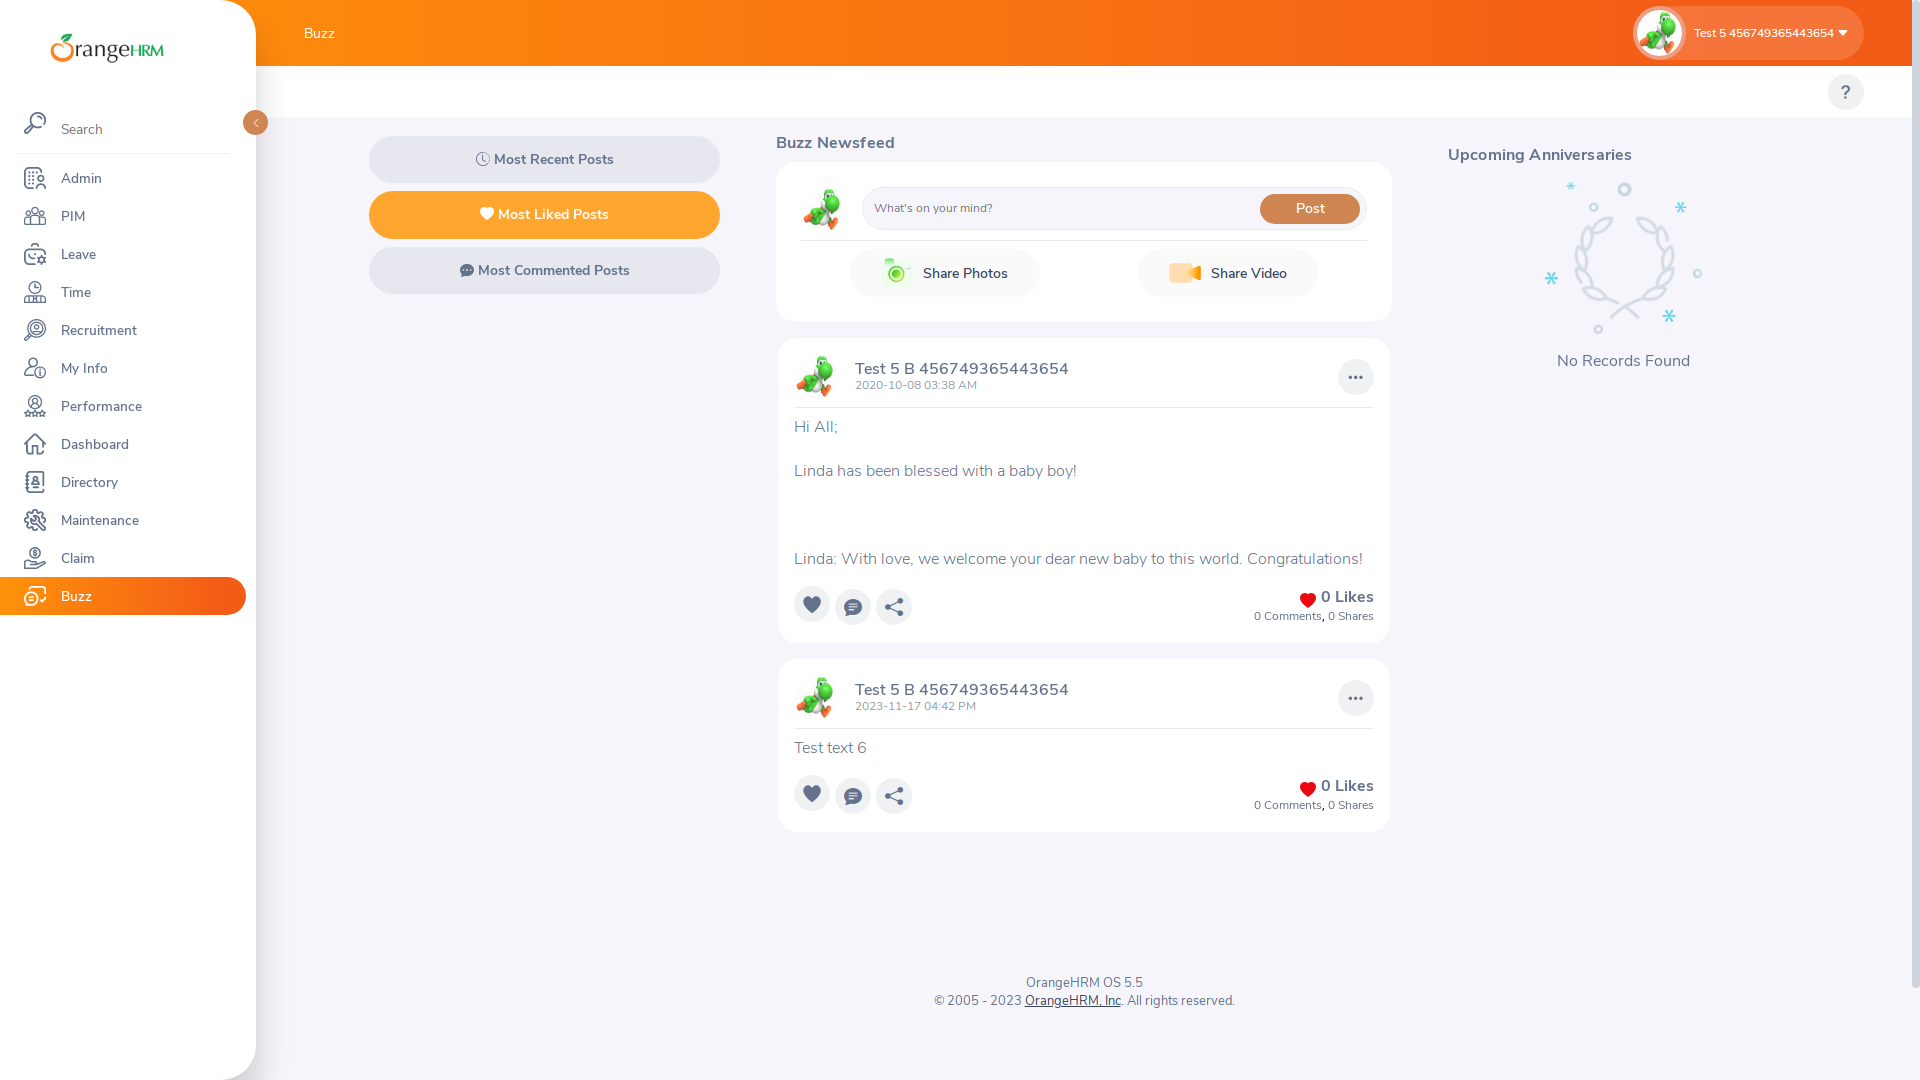 OrangeHRM
Search
Admin
PIM
Leave
Time
Recruitment
My Info
Performance
Dashboard
Directory
Maintenance
Claim
Buzz
Buzz
Test 5 456749365443654
?
Most Recent Posts
Most Liked Posts
Most Commented Posts
Buzz Newsfeed
What's on your mind?
Post
Share Photos
Share Video
Test 5 B 456749365443654
2020-10-08 03:38 AM
Hi All;
Linda has been blessed with a baby boy!
Linda: With love, we welcome your dear new baby to this world. Congratulations!
0 Likes
0 Comments, 0 Shares
Test 5 B 456749365443654
2023-11-17 04:42 PM
Test text 6
0 Likes
0 Comments, 0 Shares
Upcoming Anniversaries
No Records Found
OrangeHRM OS 5.5
© 2005 - 2023 OrangeHRM, Inc. All rights reserved.